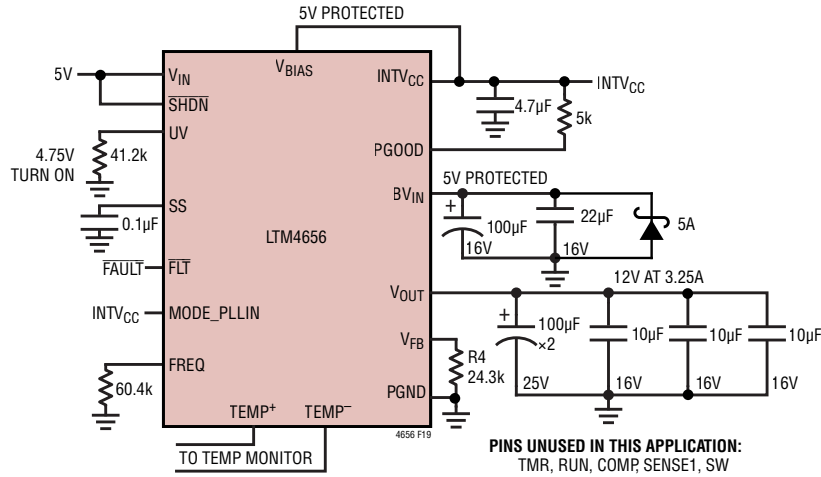 5V PROTECTED
5V
VIN
VBIAS
INTVCC
INTVCC
SHDN
4.7µF
5k
UV
4.75V
TURN ON
41.2k
PGOOD
5V PROTECTED
BVIN
SS
0.1µF
+
100µF
16V
22µF
16V
5A
LTM4656
FAULT
FLT
12V AT 3.25A
VOUT
INTVCC
MODE_PLLIN
+
100µF
×2
25V
10µF
16V
10µF
16V
10µF
16V
VFB
R4
24.3k
FREQ
60.4k
PGND
TEMP+
TEMP−
4656 F19
TO TEMP MONITOR
PINS UNUSED IN THIS APPLICATION:
TMR, RUN, COMP, SENSE1, SW